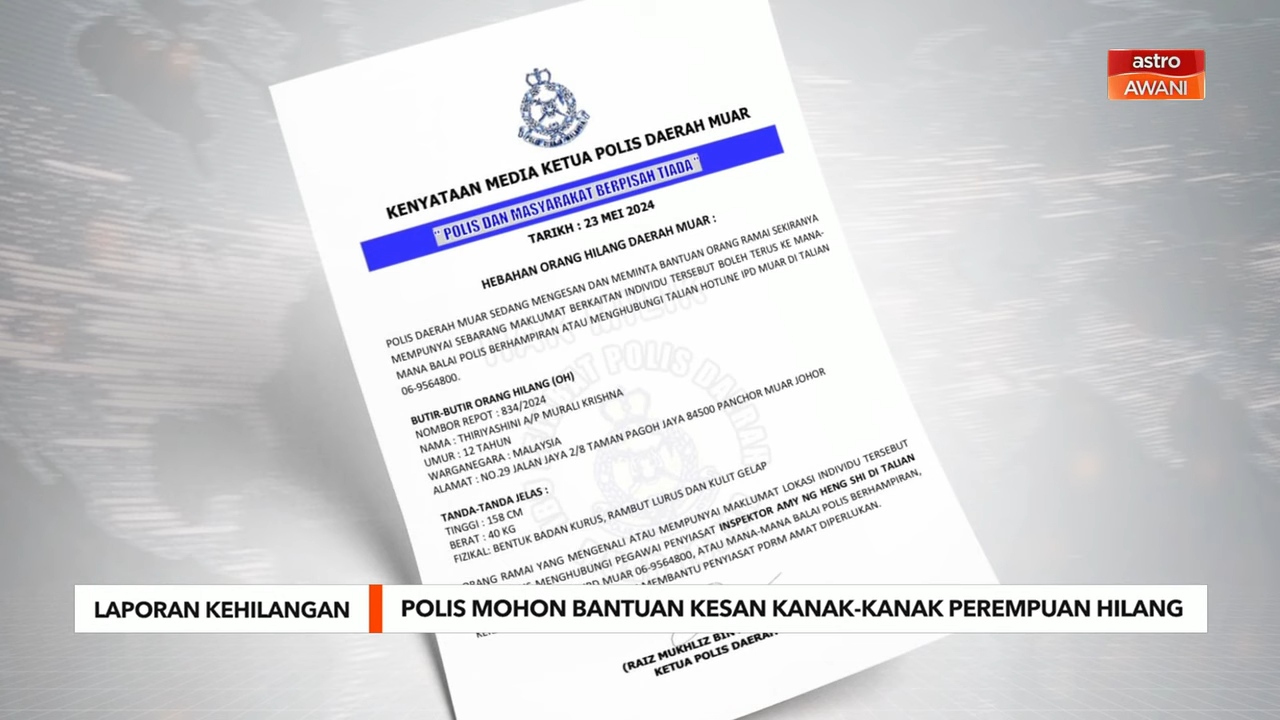 astro
AWANI
KENYATAAN MEDIA KETUA POLIS DAERAH MUAR
" POLIS DAN MASYARAKAT BERPISAH TIADA "
TARIKH : 23 MEI 2024
HEBAHAN ORANG HILANG DAERAH MUAR :
POLIS DAERAH MUAR SEDANG MENGESAN DAN MEMINTA BANTUAN ORANG RAMAI SEKIRANYA
MEMPUNYAI SEBARANG MAKLUMAT BERKAITAN INDIVIDU TERSEBUT BOLEH TERUS KE MANA-
MANA BALAI POLIS BERHAMPIRAN ATAU MENGHUBUNGI TALIAN HOTLINE IPD MUAR DI TALIAN
06-9564800.
BUTIR-BUTIR ORANG HILANG (OH)
NOMBOR REPOT : 834/2024
NAMA : THIRIYASHINI A/P MURALI KRISHNA
UMUR : 12 TAHUN
WARGANEGARA : MALAYSIA
ALAMAT : NO.29 JALAN JAYA 2/8 TAMAN PAGOH JAYA 84500 PANCHOR MUAR JOHOR
TANDA-TANDA JELAS :
TINGGI : 158 CM
BERAT : 40 KG
FIZIKAL: BENTUK BADAN KURUS, RAMBUT LURUS DAN KULIT GELAP
ORANG RAMAI YANG MENGENALI ATAU MEMPUNYAI MAKLUMAT LOKASI INDIVIDU TERSEBUT
MENGHUBUNGI PEGAWAI PENYIASAT INSPEKTOR AMY NG HENG SHI DI TALIAN
MUAR 06-9564800, ATAU MANA-MANA BALAI POLIS BERHAMPIRAN,
MEMBANTU PENYIASAT PDRM AMAT DIPERLUKAN.
LAPORAN KEHILANGAN
POLIS MOHON BANTUAN KESAN KANAK-KANAK PEREMPUAN HILANG
(RAIZ MUKHLIZ BIN
KETUA POLIS DAERAH